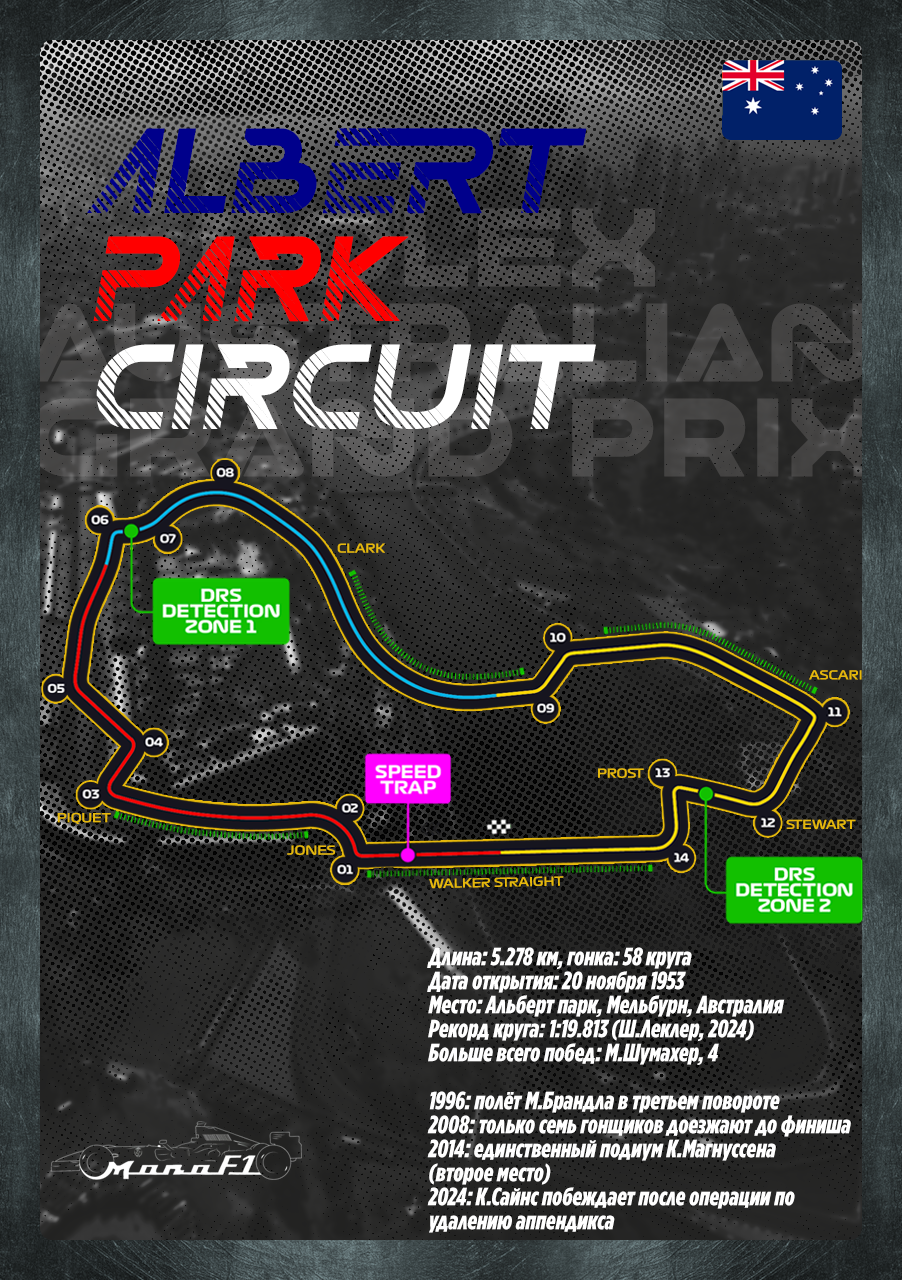 ALBERT
PARK
CIRCUIT
LEX
AUSTRALIAN
GRAND PRIX
08
06
07
CLARK
DRS
DETECTION
ZONE 1
10
ASCARI
05
09
11
04
SPEED
TRAP
PROST
13
03
02
PIQUET
12
STEWART
JONES
14
01
WALKER STRAIGHT
DRS
DETECTION
ZONE 2
Длина: 5.278 км, гонка: 58 круга
Дата открытия: 20 ноября 1953
Место: Альберт парк, Мельбурн, Австралия
Рекорд круга: 1:19.813 (Ш.Леклер, 2024)
Больше всего побед: М.Шумахер, 4
1996: полёт М.Брандла в третьем повороте
2008: только семь гонщиков доезжают до финиша
2014: единственный подиум К.Магнуссена
(второе место)
2024: К.Сайнс побеждает после операции по
удалению аппендикса
МапаF1